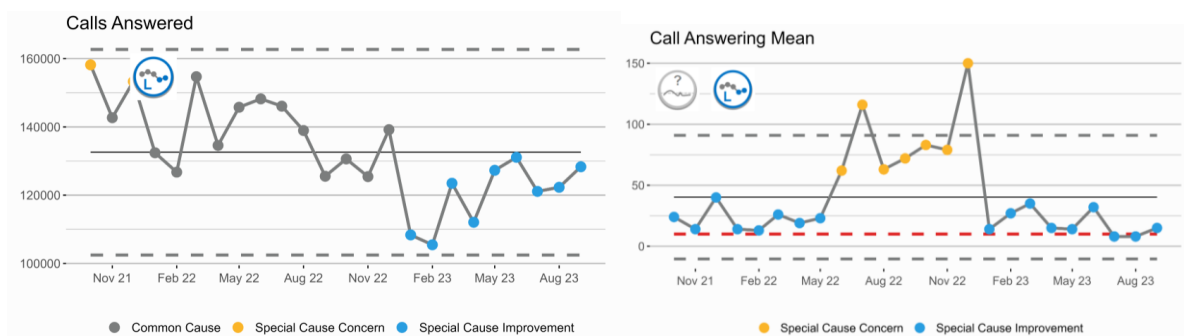 Calls Answered
160000
140000
120000
100000
L
Nov 21 Feb 22 May 22 Aug 22 Nov 22 Feb 23 May 23 Aug 23
Common Cause Special Cause Concern Special Cause Improvement
Call Answering Mean
150
100
50
0
? L
Nov 21 Feb 22 May 22 Aug 22 Nov 22 Feb 23 May 23 Aug 23
Special Cause Concern Special Cause Improvement